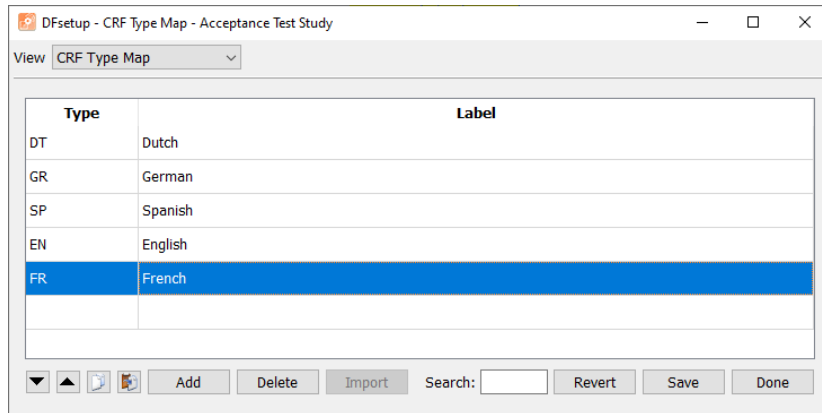 DFsetup - CRF Type Map - Acceptance Test Study
View CRF Type Map
Type Label
DT Dutch
GR German
SP Spanish
EN English
FR French
Add Delete Import Search: Revert Save Done